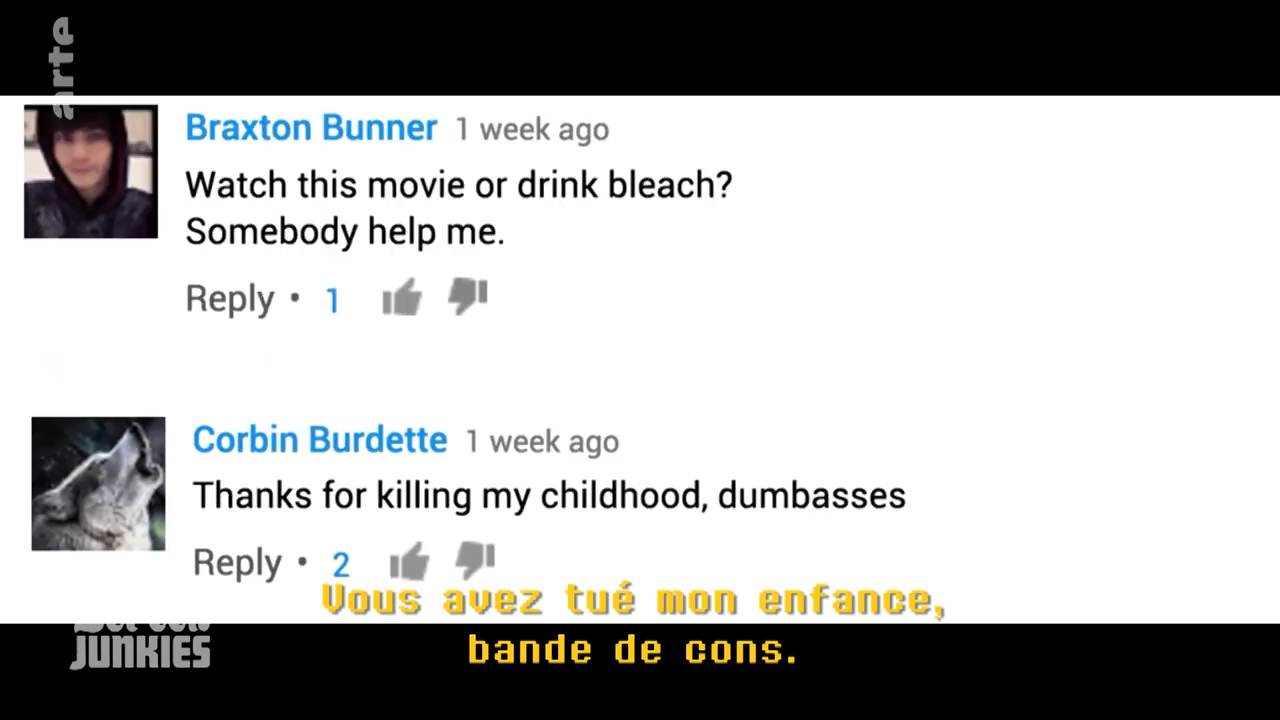 arte
Braxton Bunner 1 week ago
Watch this movie or drink bleach?
Somebody help me.
Reply • 1
Corbin Burdette 1 week ago
Thanks for killing my childhood, dumbasses
Reply • 2
Vous avez tué mon enfance,
bande de cons.
JUNKIES